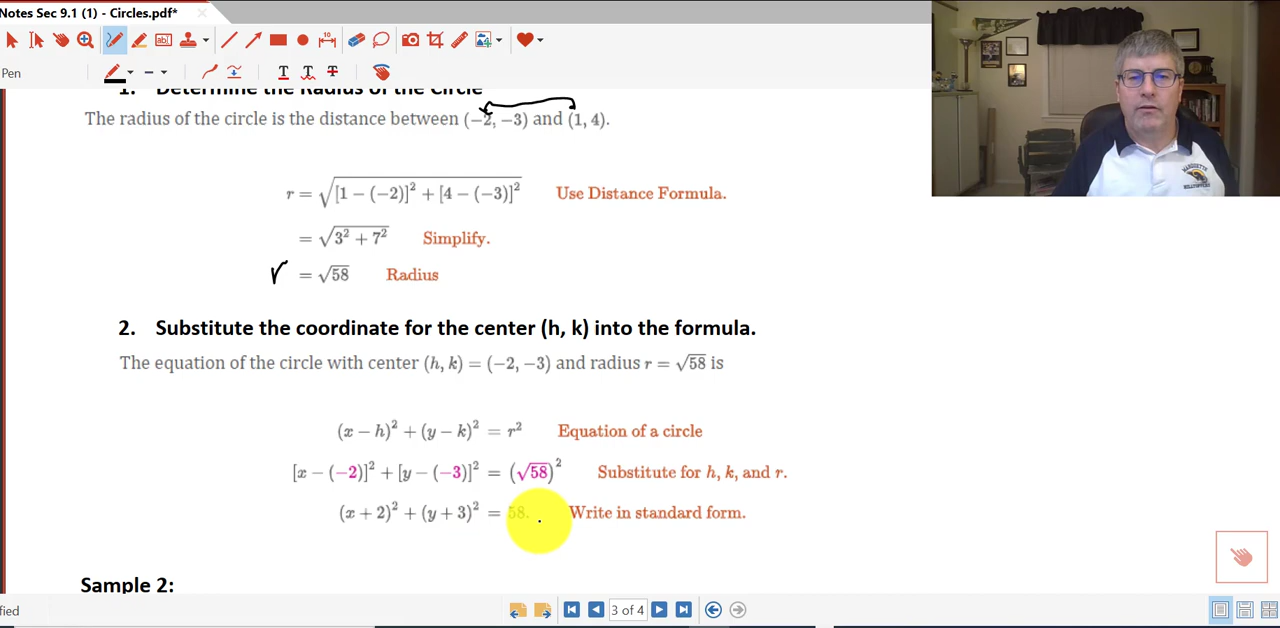 Notes Sec 9.1 (1) - Circles.pdf*
Pen
1. Determine the Radius of the Circle
The radius of the circle is the distance between (−2, −3) and (1, 4).
r = √[1 − (−2)]² + [4 − (−3)]² Use Distance Formula.
= √3² + 7² Simplify.
r = √58 Radius
2. Substitute the coordinate for the center (h, k) into the formula.
The equation of the circle with center (h, k) = (−2, −3) and radius r = √58 is
(x − h)² + (y − k)² = r² Equation of a circle
[x − (−2)]² + [y − (−3)]² = (√58)² Substitute for h, k, and r.
(x + 2)² + (y + 3)² = 58. Write in standard form.
Sample 2:
fied
3 of 4
MARQUETTE
HILLTOPPERS